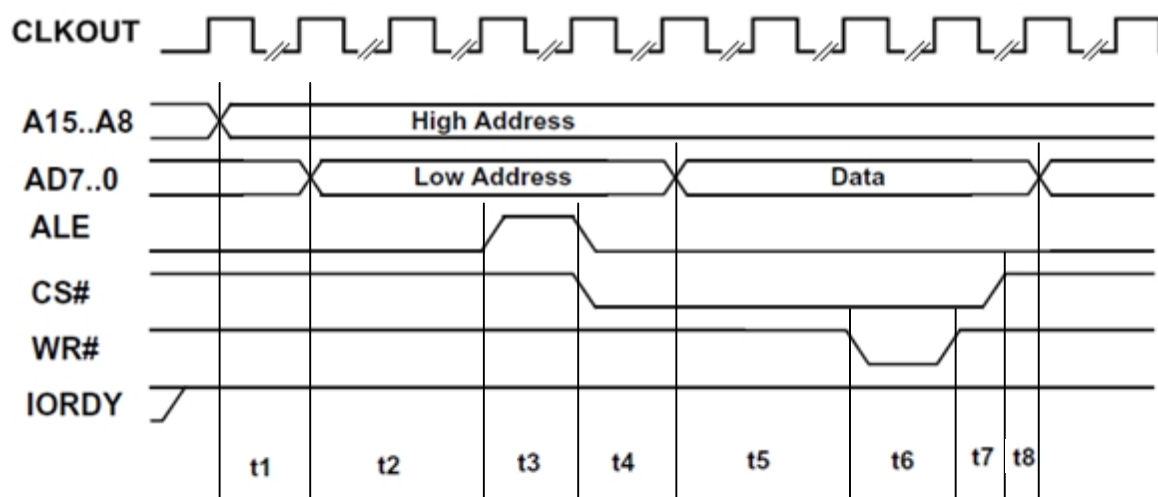 CLKOUT
A15..A8 High Address
AD7..0 Low Address Data
ALE
CS#
WR#
IORDY
t1 t2 t3 t4 t5 t6 t7 t8